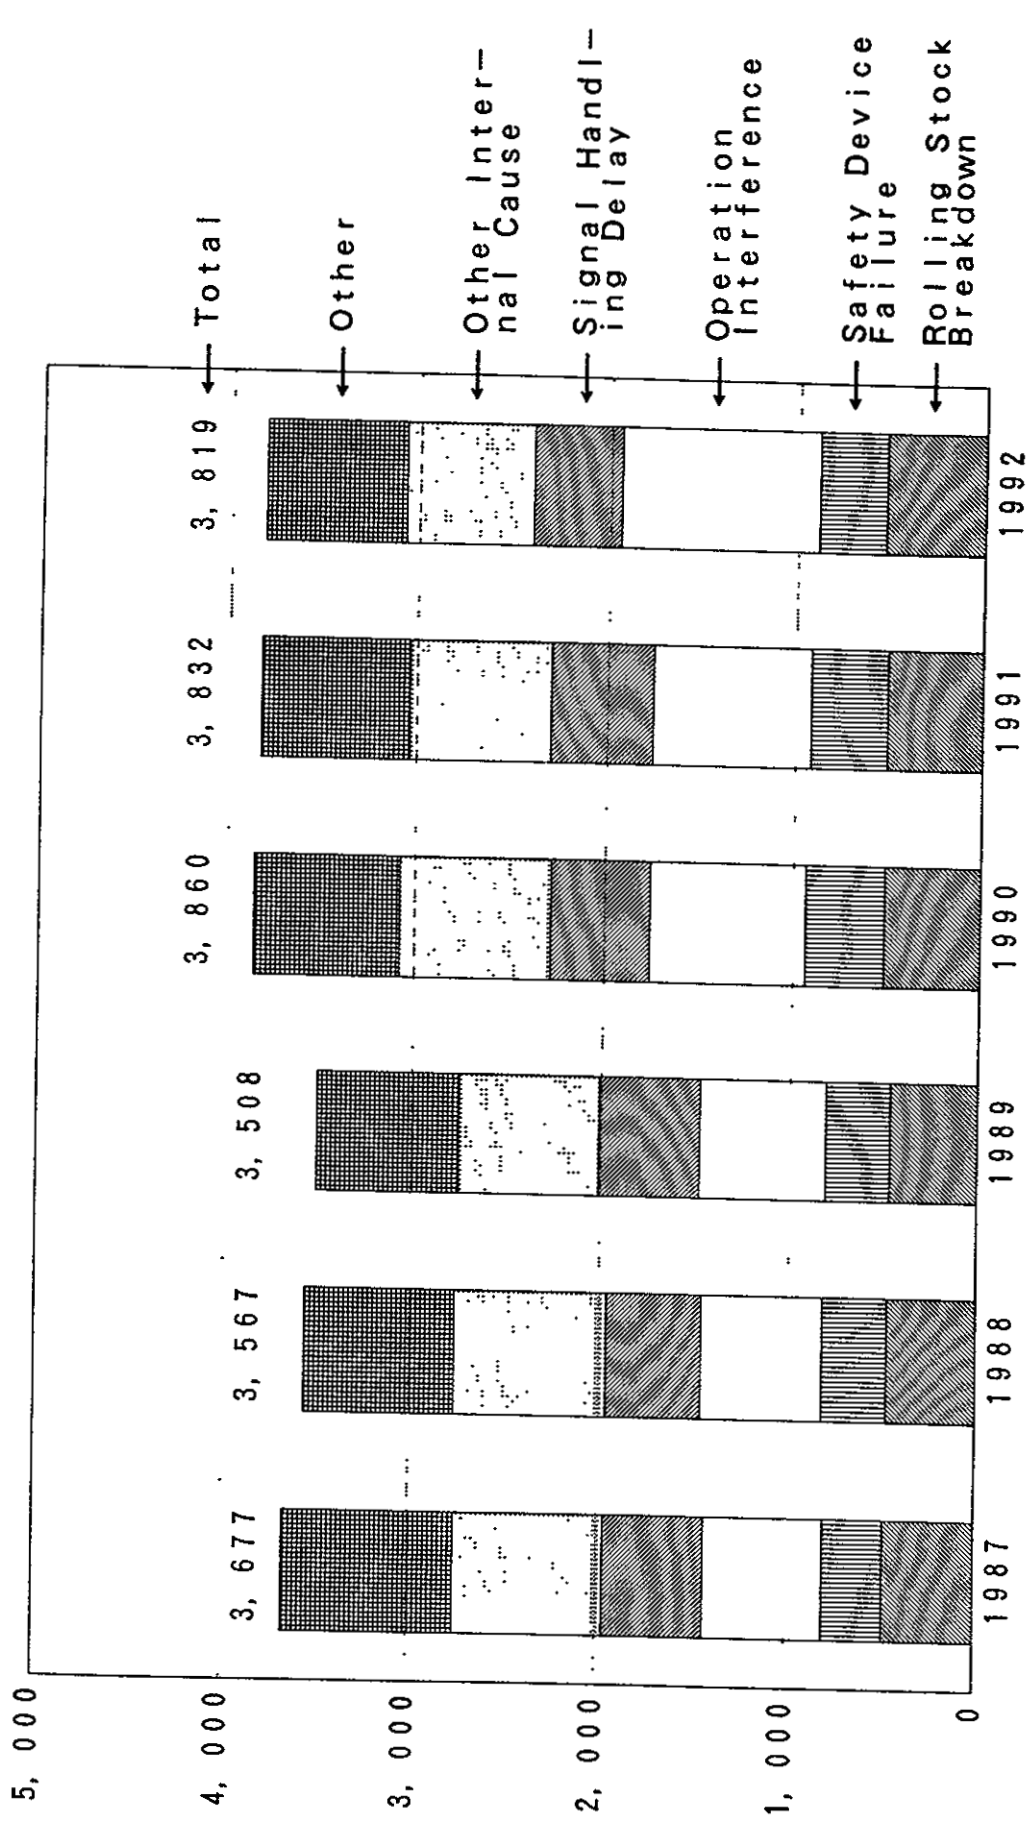 5,000
4,000
3,000
2,000
1,000
0
3,677
3,567
3,508
3,860
3,832
3,819
1987
1988
1989
1990
1991
1992
Total
Other
Other Inter-
nal Cause
Signal Handl-
ing Delay
Operation
Interference
Safety Device
Failure
Rolling Stock
Breakdown